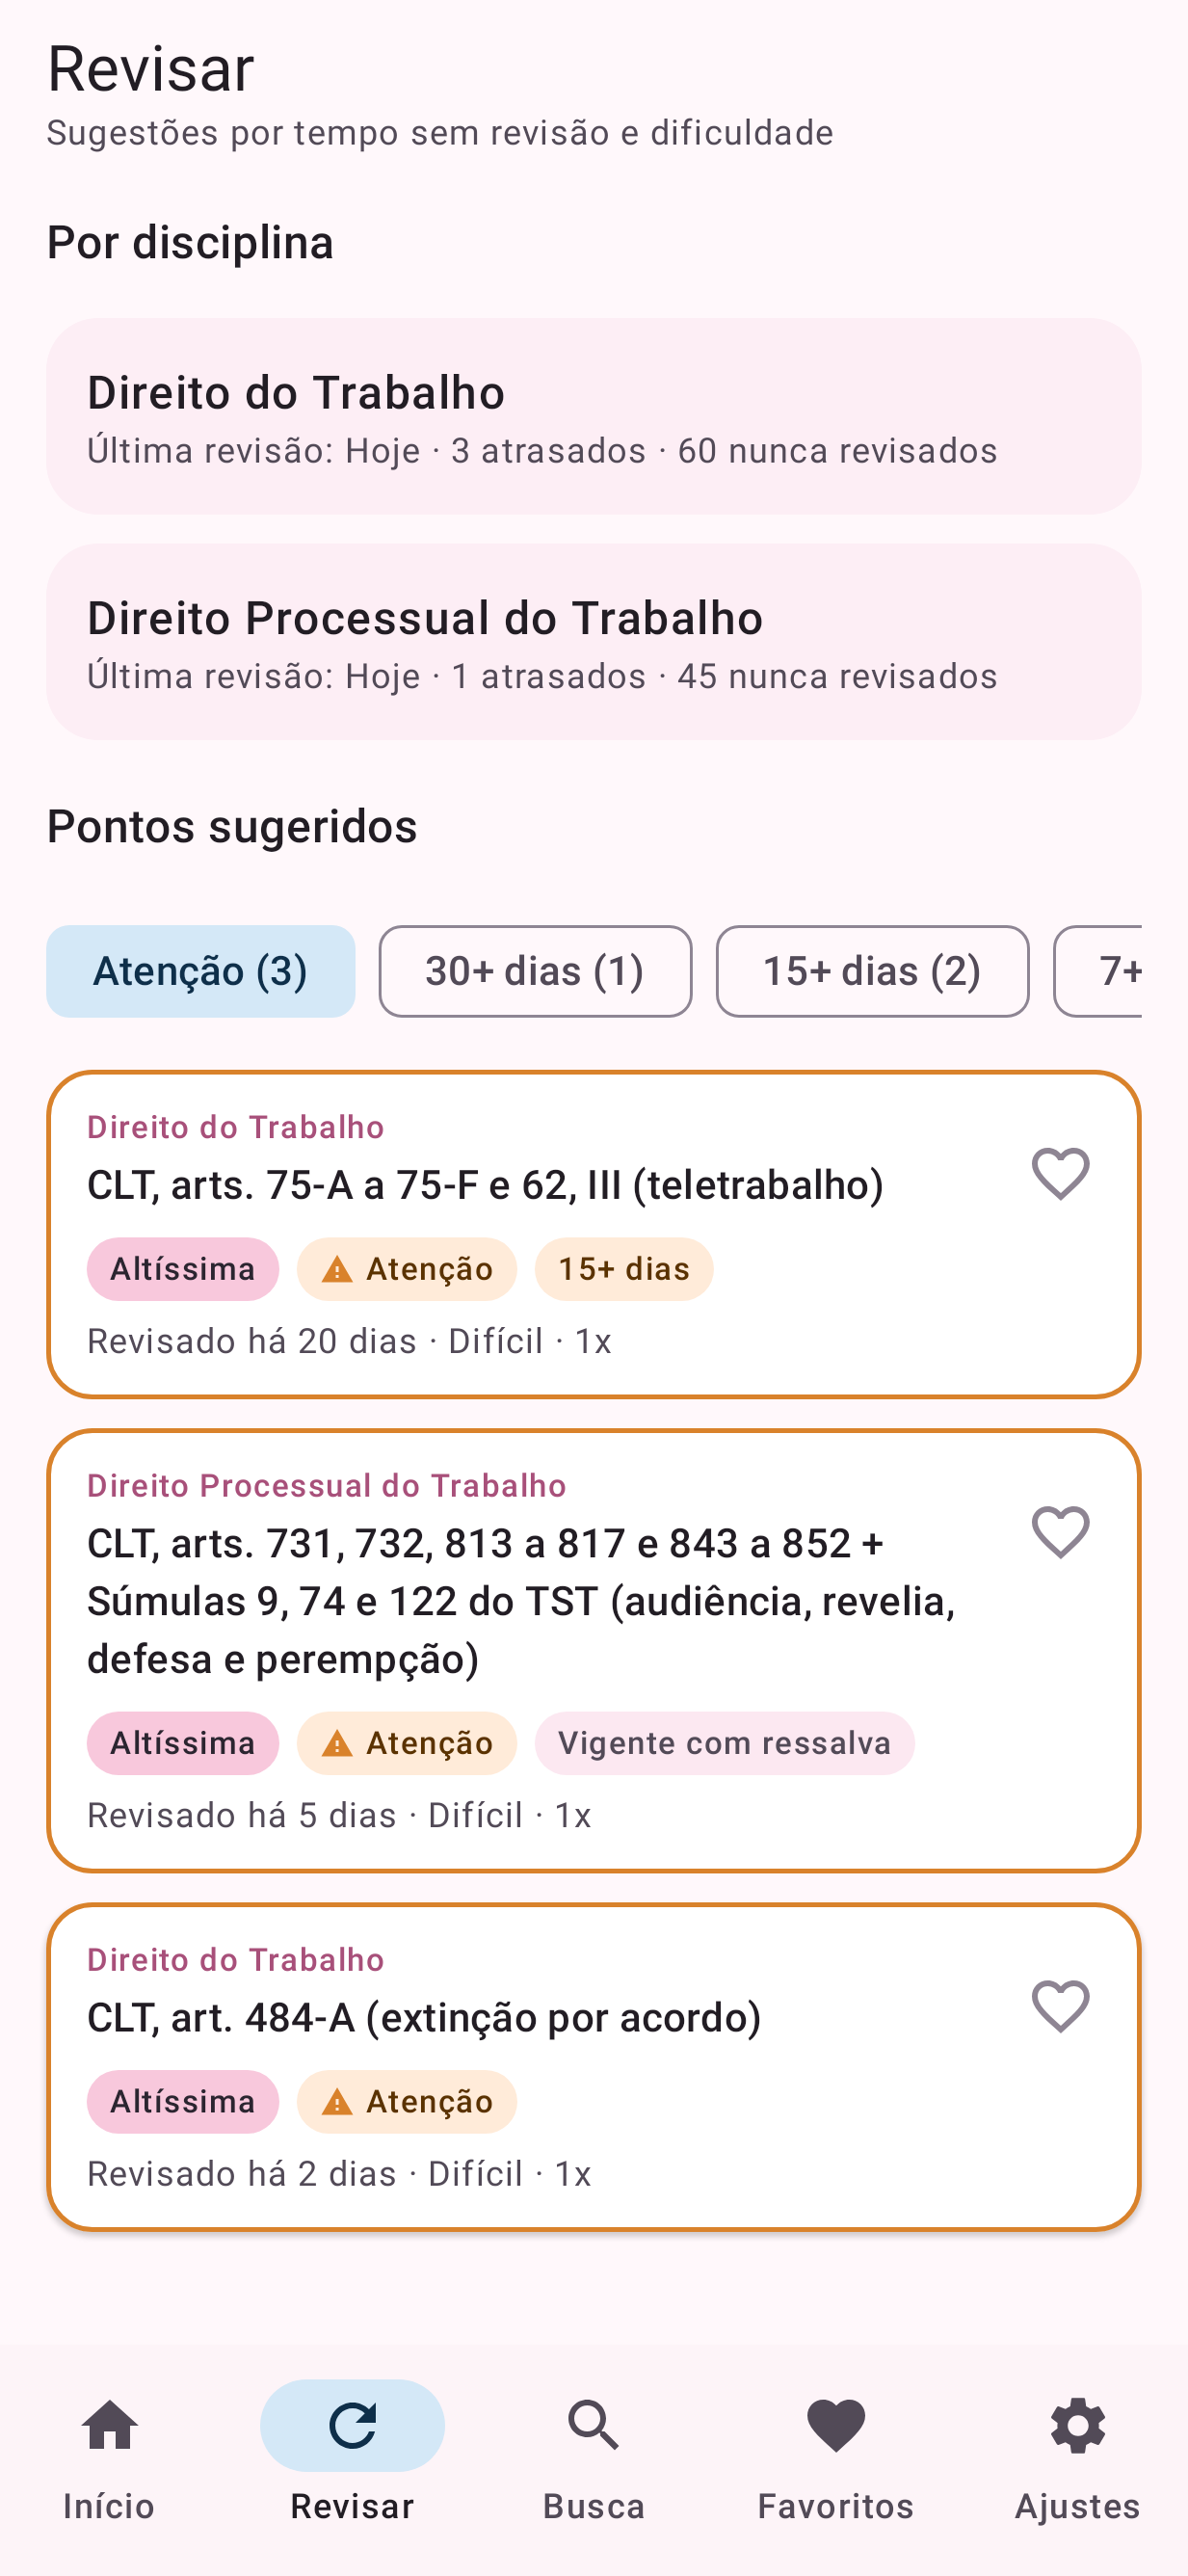 Revisar
Sugestões por tempo sem revisão e dificuldade
Por disciplina
Direito do Trabalho
Última revisão: Hoje · 3 atrasados · 60 nunca revisados
Direito Processual do Trabalho
Última revisão: Hoje · 1 atrasados · 45 nunca revisados
Pontos sugeridos
Atenção (3) 30+ dias (1) 15+ dias (2) 7+
Direito do Trabalho
CLT, arts. 75-A a 75-F e 62, III (teletrabalho)
Altíssima Atenção 15+ dias
Revisado há 20 dias · Difícil · 1x
Direito Processual do Trabalho
CLT, arts. 731, 732, 813 a 817 e 843 a 852 +
Súmulas 9, 74 e 122 do TST (audiência, revelia,
defesa e perempção)
Altíssima Atenção Vigente com ressalva
Revisado há 5 dias · Difícil · 1x
Direito do Trabalho
CLT, art. 484-A (extinção por acordo)
Altíssima Atenção
Revisado há 2 dias · Difícil · 1x
Início Revisar Busca Favoritos Ajustes